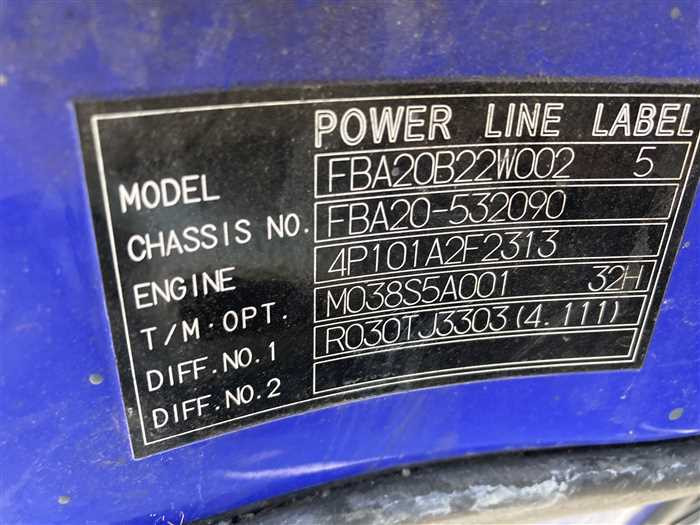 POWER LINE LABEL
MODEL FBA20B22W002 5
CHASSIS NO. FBA20-532090
ENGINE 4P101A2F2313
T/M·OPT. M038S5A001 32H
DIFF.NO.1 R030TJ3303(4.111)
DIFF.NO.2